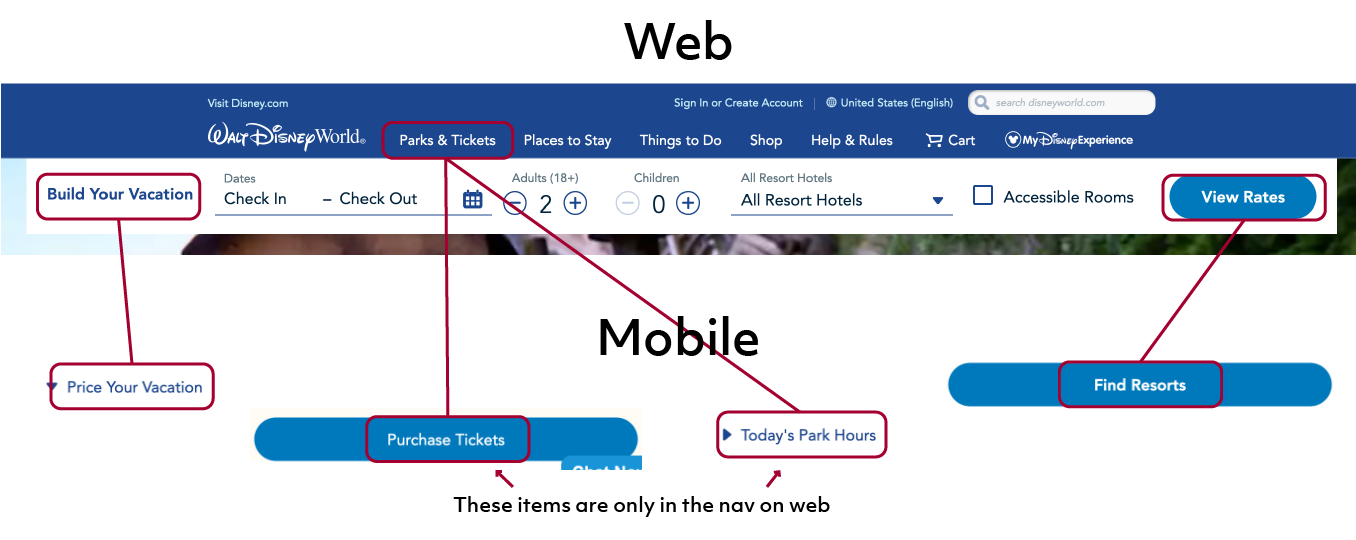 Web
Visit Disney.com
Sign In or Create Account | United States (English)
search disneyworld.com
Walt Disney World.
Parks & Tickets
Places to Stay
Things to Do
Shop
Help & Rules
Cart
My Disney Experience
Build Your Vacation
Dates
Check In – Check Out
Adults (18+)
2
Children
0
All Resort Hotels
All Resort Hotels
Accessible Rooms
View Rates
Mobile
Price Your Vacation
Find Resorts
Purchase Tickets
Today's Park Hours
These items are only in the nav on web